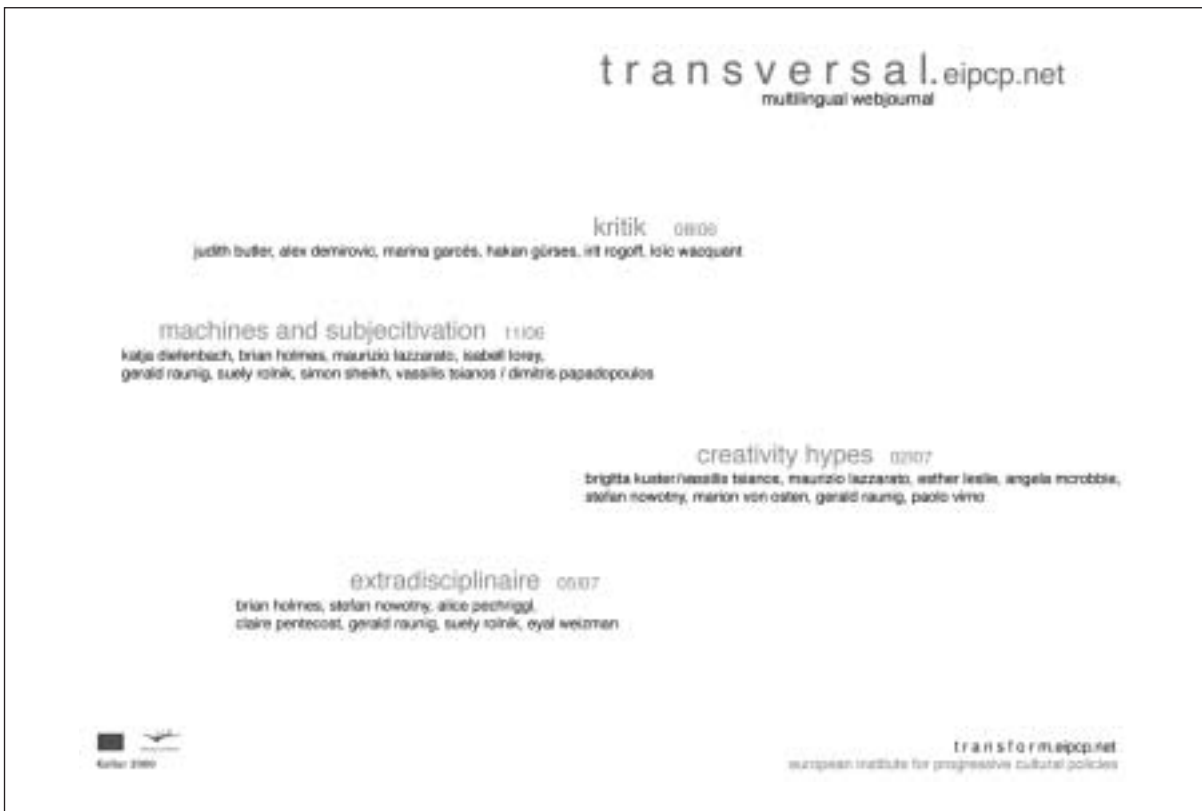 transversal.eipcp.net
multilingual webjournal
kritik 08|06
judith butler, alex demirovic, marina garcés, hakan gürses, irit rogoff, loïc wacquant
machines and subjecitivation 11|06
katja diefenbach, brian holmes, maurizio lazzarato, isabell lorey,
gerald raunig, suely rolnik, simon sheikh, vassilis tsianos / dimitris papadopoulos
creativity hypes 02|07
brigitta kuster/vassilis tsianos, maurizio lazzarato, esther leslie, angela mcrobbie,
stefan nowotny, marion von osten, gerald raunig, paolo virno
extradisciplinaire 05|07
brian holmes, stefan nowotny, alice pechriggl,
claire pentecost, gerald raunig, suely rolnik, eyal weizman
Kultur 2000
transform.eipcp.net
european institute for progressive cultural policies